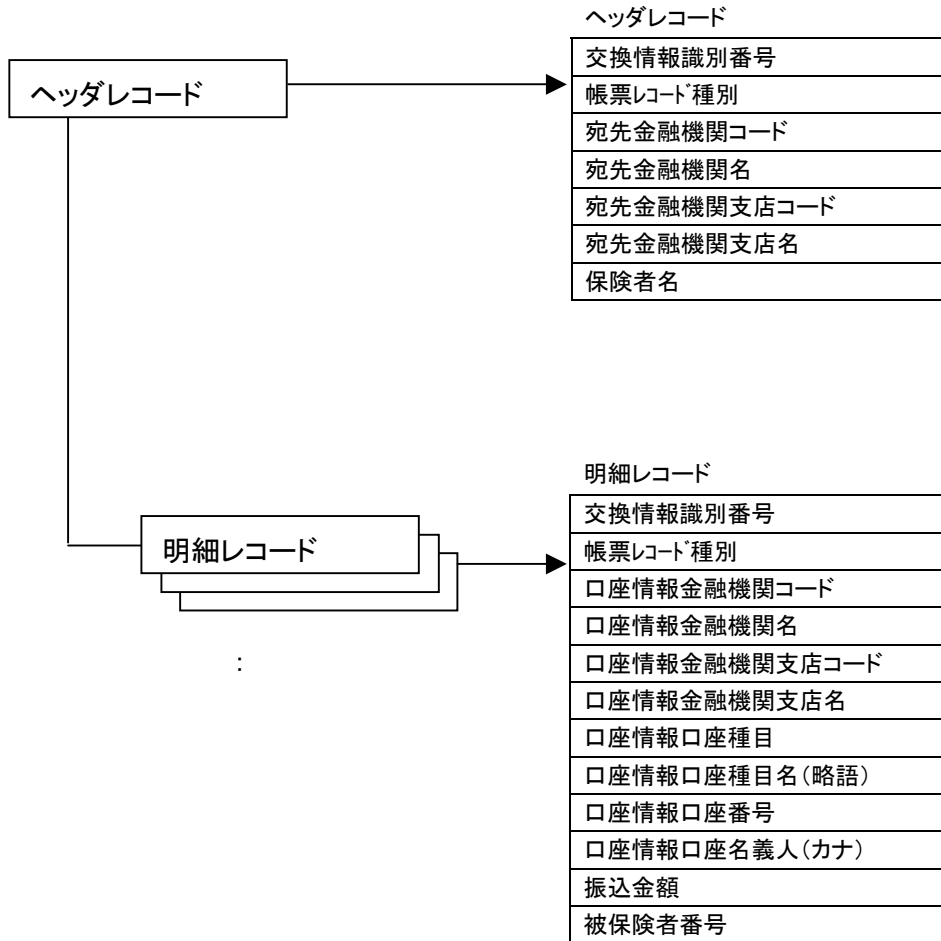 ヘッダレコード
ヘッダレコード
交換情報識別番号
帳票ﾚｺｰﾄﾞ種別
宛先金融機関コード
宛先金融機関名
宛先金融機関支店コード
宛先金融機関支店名
保険者名
明細レコード
:
明細レコード
交換情報識別番号
帳票ﾚｺｰﾄﾞ種別
口座情報金融機関コード
口座情報金融機関名
口座情報金融機関支店コード
口座情報金融機関支店名
口座情報口座種目
口座情報口座種目名(略語)
口座情報口座番号
口座情報口座名義人(カナ)
振込金額
被保険者番号